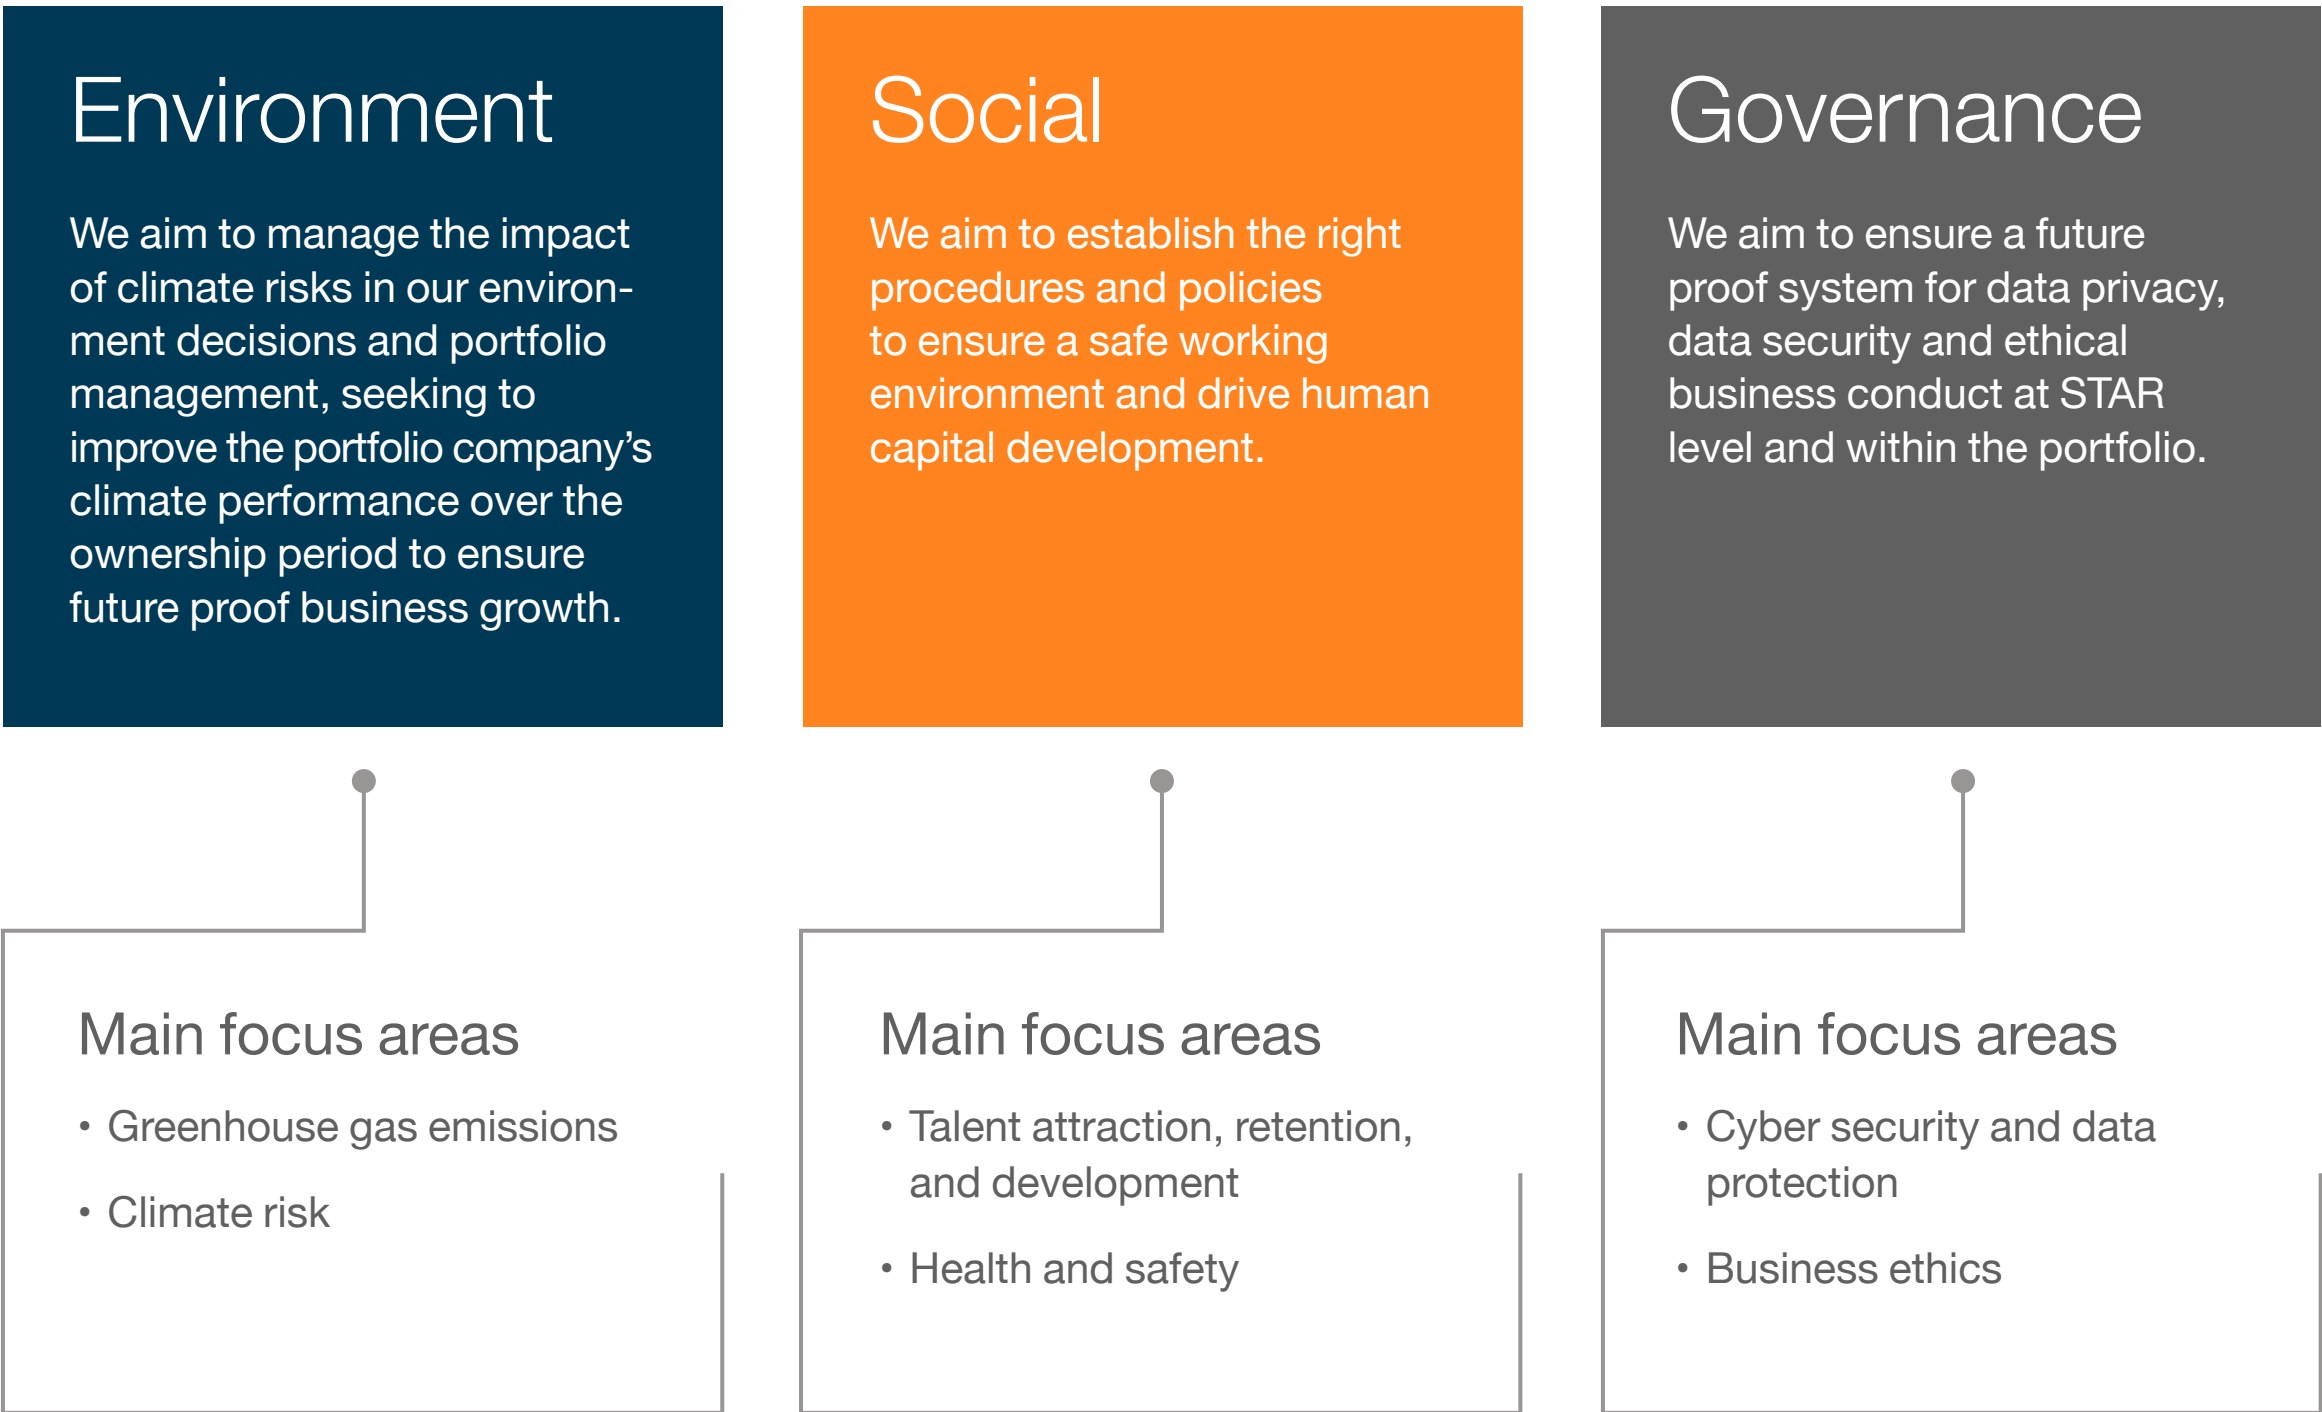 Environment
We aim to manage the impact
of climate risks in our environ-
ment decisions and portfolio
management, seeking to
improve the portfolio company’s
climate performance over the
ownership period to ensure
future proof business growth.
Main focus areas
• Greenhouse gas emissions
• Climate risk
Social
We aim to establish the right
procedures and policies
to ensure a safe working
environment and drive human
capital development.
Main focus areas
• Talent attraction, retention,
and development
• Health and safety
Governance
We aim to ensure a future
proof system for data privacy,
data security and ethical
business conduct at STAR
level and within the portfolio.
Main focus areas
• Cyber security and data
protection
• Business ethics